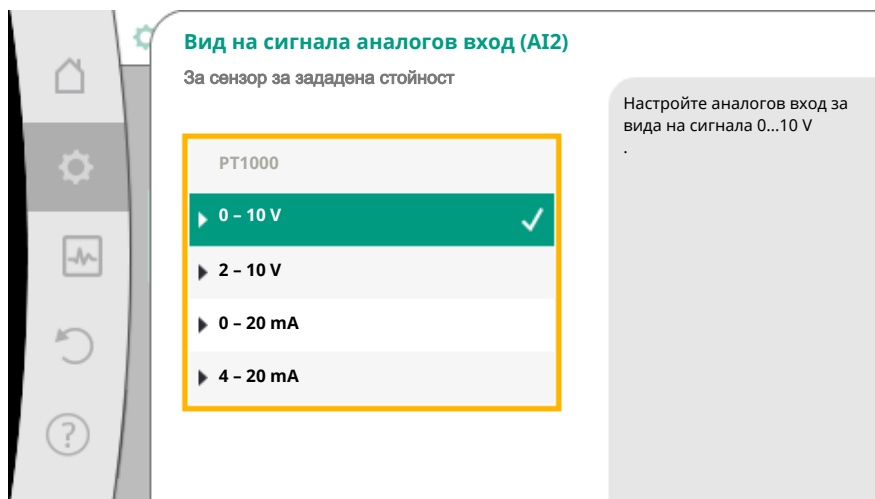 Вид на сигнала аналогов вход (AI2)
За сензор за зададена стойност
PT1000
0 – 10 V
2 – 10 V
0 – 20 mA
4 – 20 mA
Настройте аналогов вход за
вида на сигнала 0...10 V
.
?